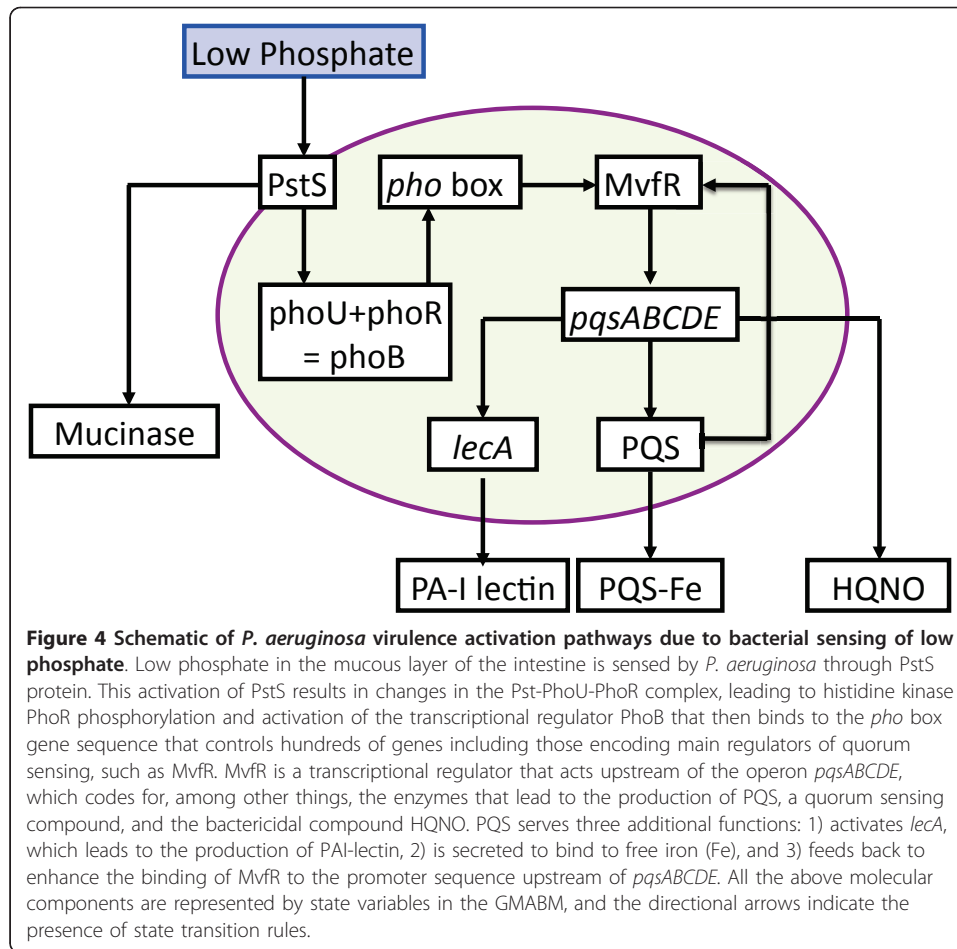 Low Phosphate
PstS
pho box
MvfR
phoU+phoR
= phoB
pqsABCDE
Mucinase
lecA
PQS
PA-I lectin
PQS-Fe
HQNO
Figure 4 Schematic of P. aeruginosa virulence activation pathways due to bacterial sensing of low
phosphate. Low phosphate in the mucous layer of the intestine is sensed by P. aeruginosa through PstS
protein. This activation of PstS results in changes in the Pst-PhoU-PhoR complex, leading to histidine kinase
PhoR phosphorylation and activation of the transcriptional regulator PhoB that then binds to the pho box
gene sequence that controls hundreds of genes including those encoding main regulators of quorum
sensing, such as MvfR. MvfR is a transcriptional regulator that acts upstream of the operon pqsABCDE,
which codes for, among other things, the enzymes that lead to the production of PQS, a quorum sensing
compound, and the bactericidal compound HQNO. PQS serves three additional functions: 1) activates lecA,
which leads to the production of PAI-lectin, 2) is secreted to bind to free iron (Fe), and 3) feeds back to
enhance the binding of MvfR to the promoter sequence upstream of pqsABCDE. All the above molecular
components are represented by state variables in the GMABM, and the directional arrows indicate the
presence of state transition rules.